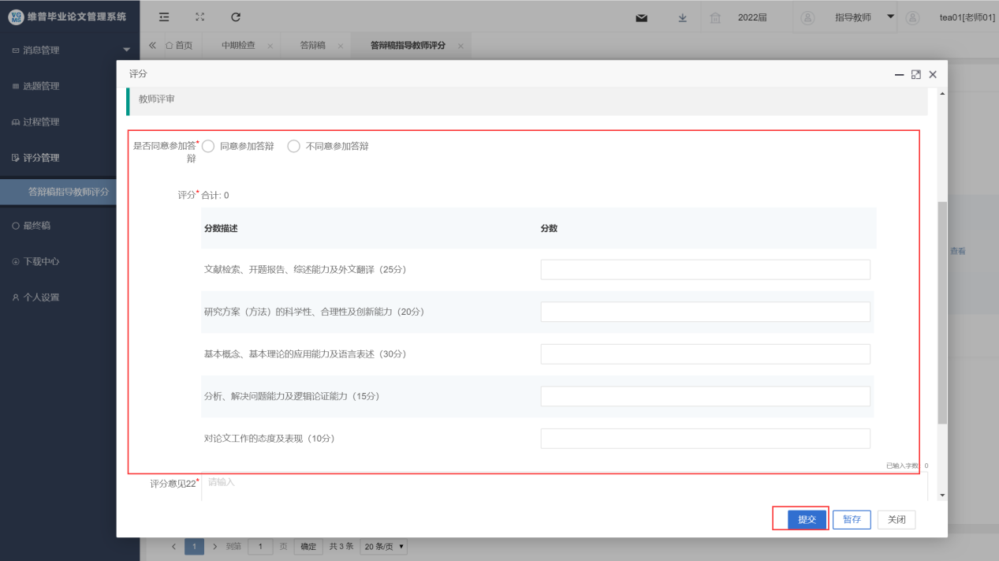 VG
MS
维普毕业论文管理系统
2022届
指导教师
tea01[老师01]
首页
中期检查
答辩稿
答辩稿指导教师评分
消息管理
选题管理
过程管理
评分管理
答辩稿指导教师评分
最终稿
下载中心
个人设置
评分
教师评审
是否同意参加答*
辩
同意参加答辩
不同意参加答辩
评分* 合计: 0
分数描述
分数
文献检索、开题报告、综述能力及外文翻译（25分）
研究方案（方法）的科学性、合理性及创新能力（20分）
基本概念、基本理论的应用能力及语言表述（30分）
分析、解决问题能力及逻辑论证能力（15分）
对论文工作的态度及表现（10分）
已输入字数: 0
评分意见22*
请输入
提交
暂存
关闭
查看
1
到第
1
页
确定
共 3 条
20 条/页